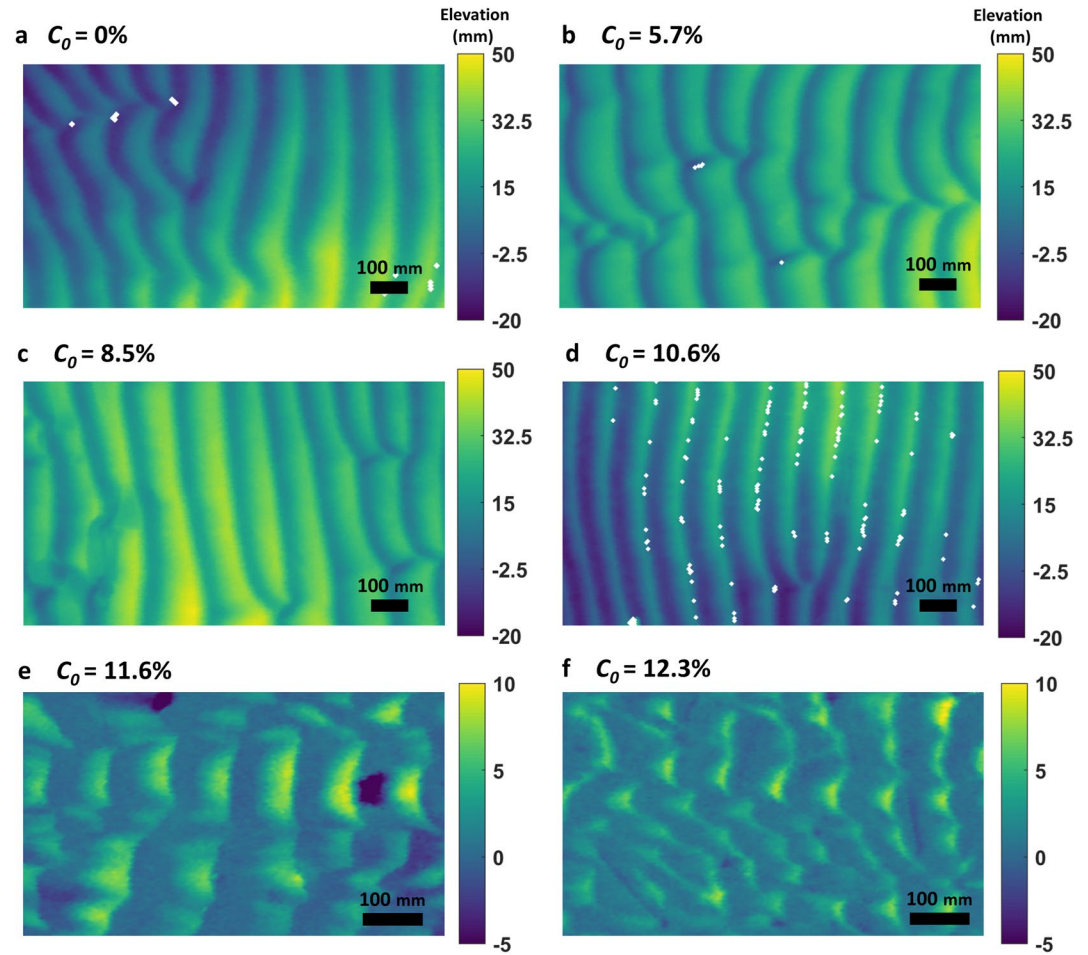 Elevation
(mm)
a C₀ = 0%
50
32.5
15
-2.5
-20
100 mm
Elevation
(mm)
b C₀ = 5.7%
50
32.5
15
-2.5
-20
100 mm
c C₀ = 8.5%
50
32.5
15
-2.5
-20
100 mm
d C₀ = 10.6%
50
32.5
15
-2.5
-20
100 mm
e C₀ = 11.6%
10
5
0
-5
100 mm
f C₀ = 12.3%
10
5
0
-5
100 mm